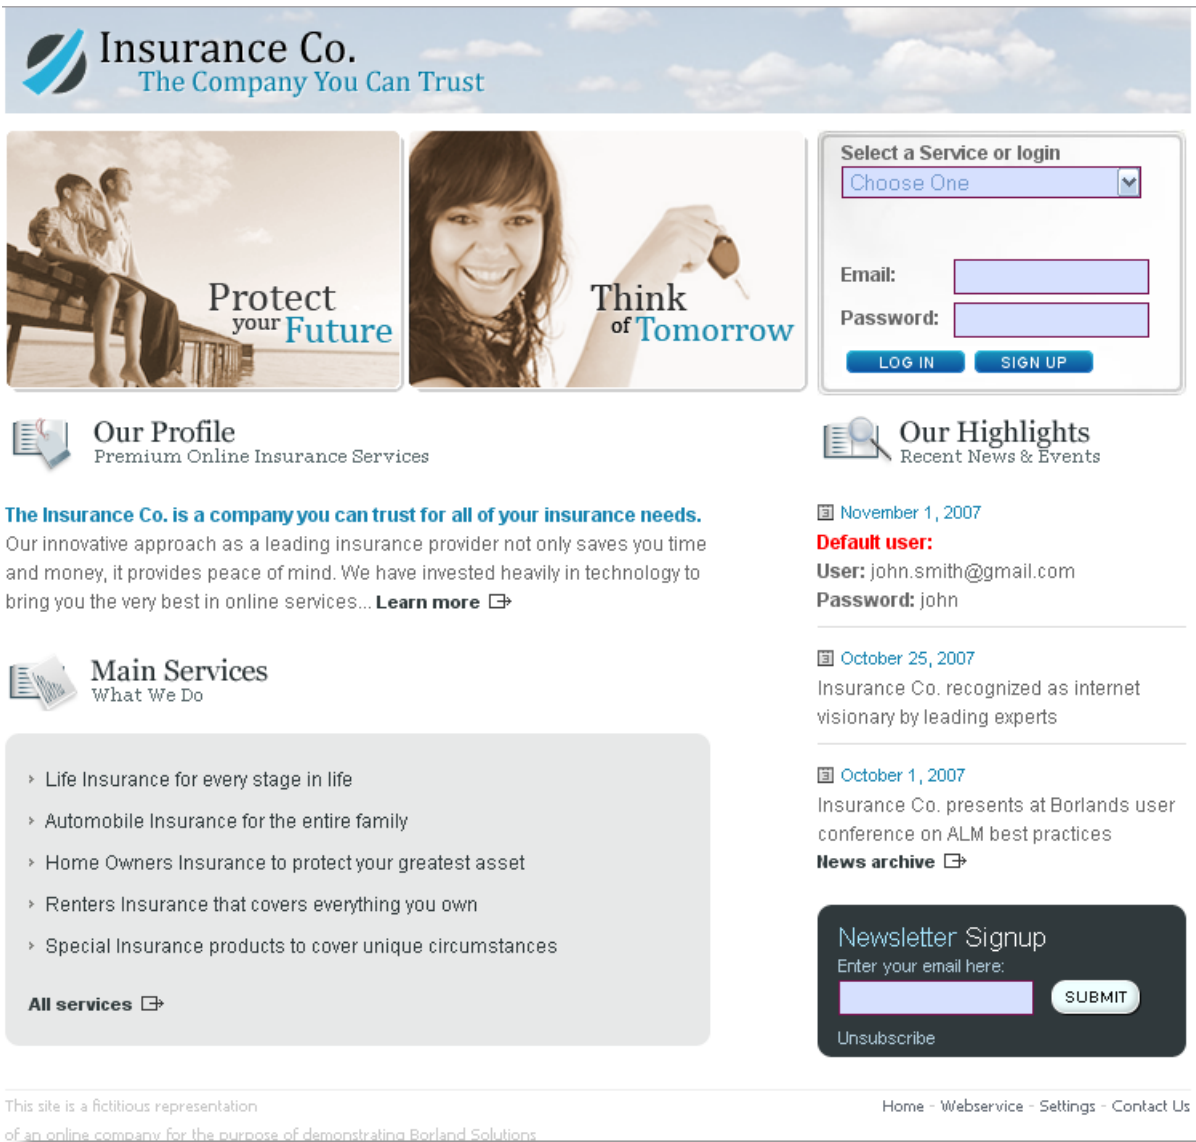 Insurance Co.
The Company You Can Trust
Protect
your Future
Think
of Tomorrow
Select a Service or login
Choose One
Email:
Password:
LOG IN
SIGN UP
Our Profile
Premium Online Insurance Services
The Insurance Co. is a company you can trust for all of your insurance needs.
Our innovative approach as a leading insurance provider not only saves you time
and money, it provides peace of mind. We have invested heavily in technology to
bring you the very best in online services... Learn more
Main Services
What We Do
Life Insurance for every stage in life
Automobile Insurance for the entire family
Home Owners Insurance to protect your greatest asset
Renters Insurance that covers everything you own
Special Insurance products to cover unique circumstances
All services
Our Highlights
Recent News & Events
November 1, 2007
Default user:
User: john.smith@gmail.com
Password: john
October 25, 2007
Insurance Co. recognized as internet
visionary by leading experts
October 1, 2007
Insurance Co. presents at Borlands user
conference on ALM best practices
News archive
Newsletter Signup
Enter your email here:
SUBMIT
Unsubscribe
This site is a fictitious representation
of an online company for the purpose of demonstrating Borland Solutions
Home - Webservice - Settings - Contact Us